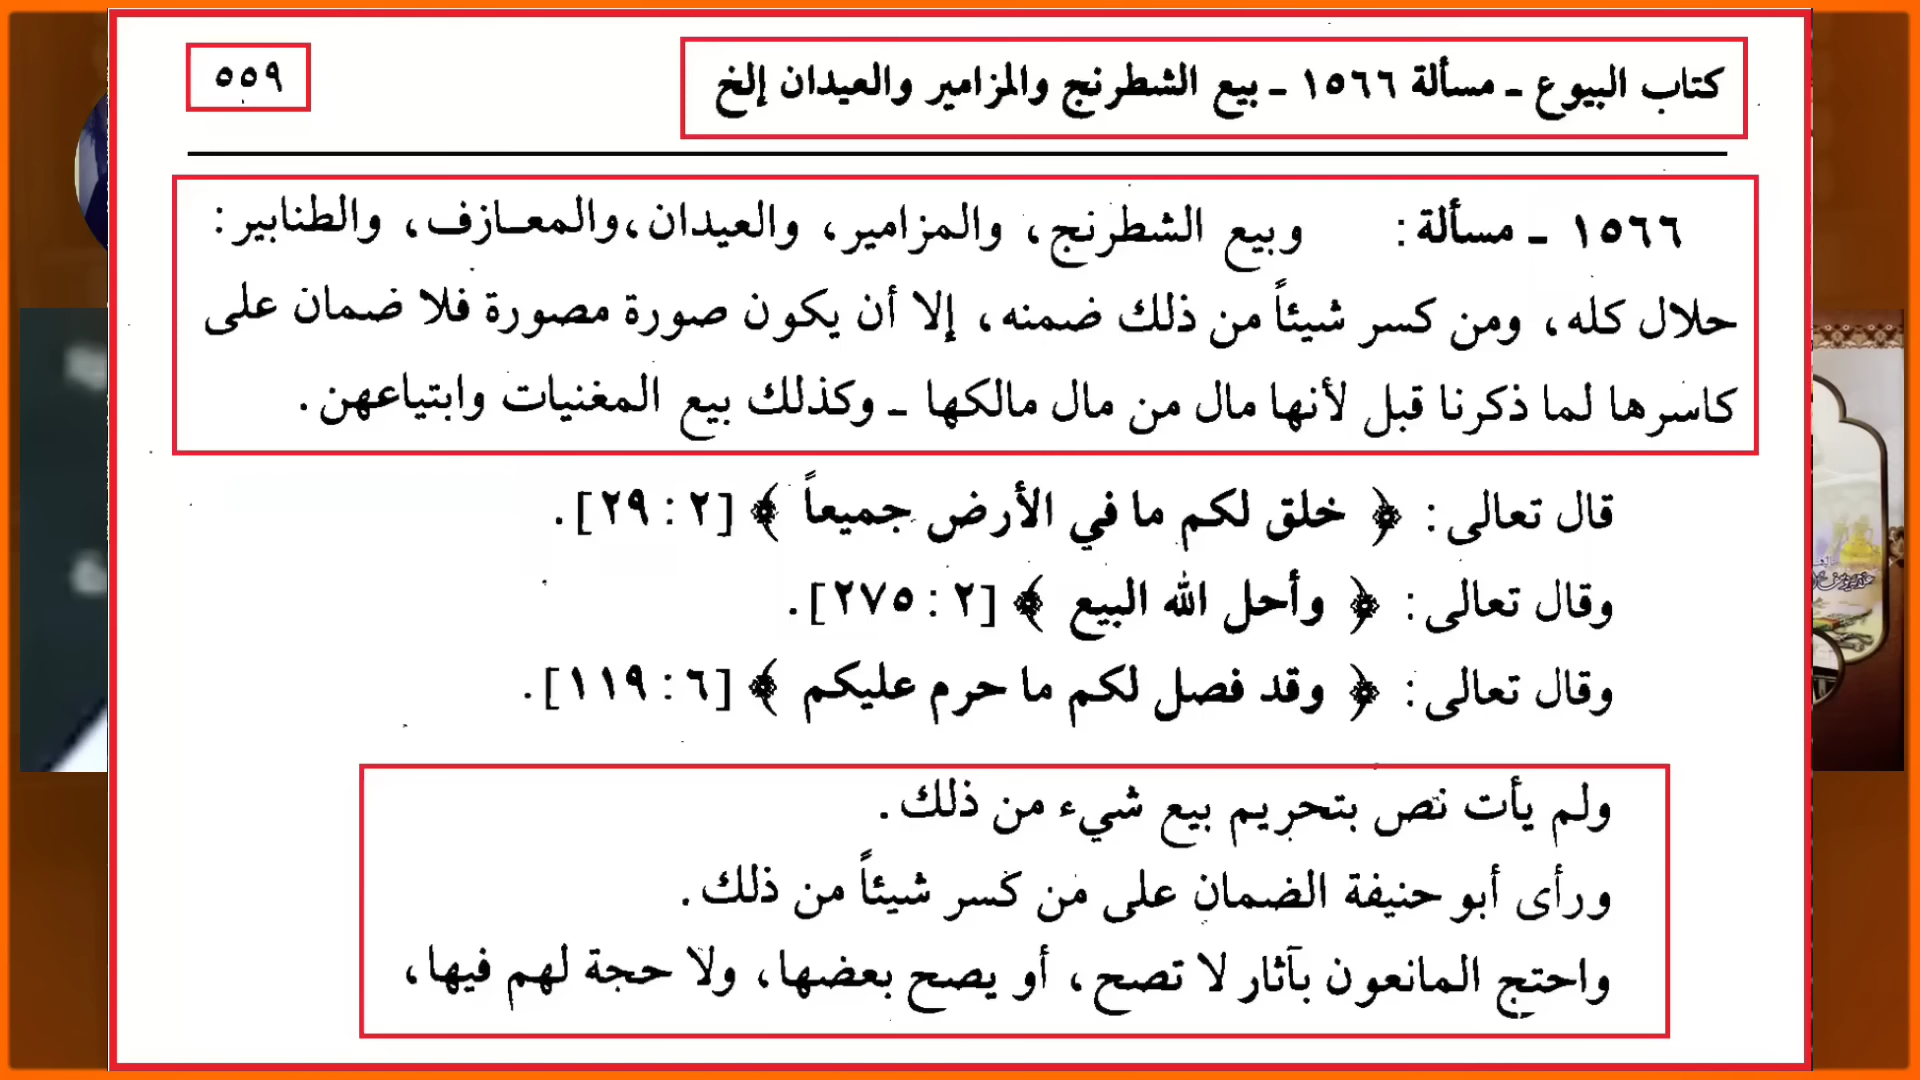 كتاب البيوع ـ مسألة ١٥٦٦ ـ بيع الشطرنج والمزامير والعيدان إلخ
٥٥٩
١٥٦٦ ـ مسألة: وبيع الشطرنج، والمزامير، والعيدان، والمعـازف، والطنابير:
حلال كله، ومن كسر شيئاً من ذلك ضمنه، إلا أن يكون صورة مصورة فلا ضمان على
كاسرها لما ذكرنا قبل لأنها مال من مال مالكها ـ وكذلك بيع المغنيات وابتياعهن.
قال تعالى: ﴿ خلق لكم ما في الأرض جميعاً ﴾ [٢: ٢٩].
وقال تعالى: ﴿ وأحل الله البيع ﴾ [٢: ٢٧٥].
وقال تعالى: ﴿ وقد فصل لكم ما حرم عليكم ﴾ [٦: ١١٩].
ولم يأت نص بتحريم بيع شيء من ذلك.
ورأى أبو حنيفة الضمان على من كسر شيئاً من ذلك.
واحتج المانعون بآثار لا تصح، أو يصح بعضها، ولا حجة لهم فيها،